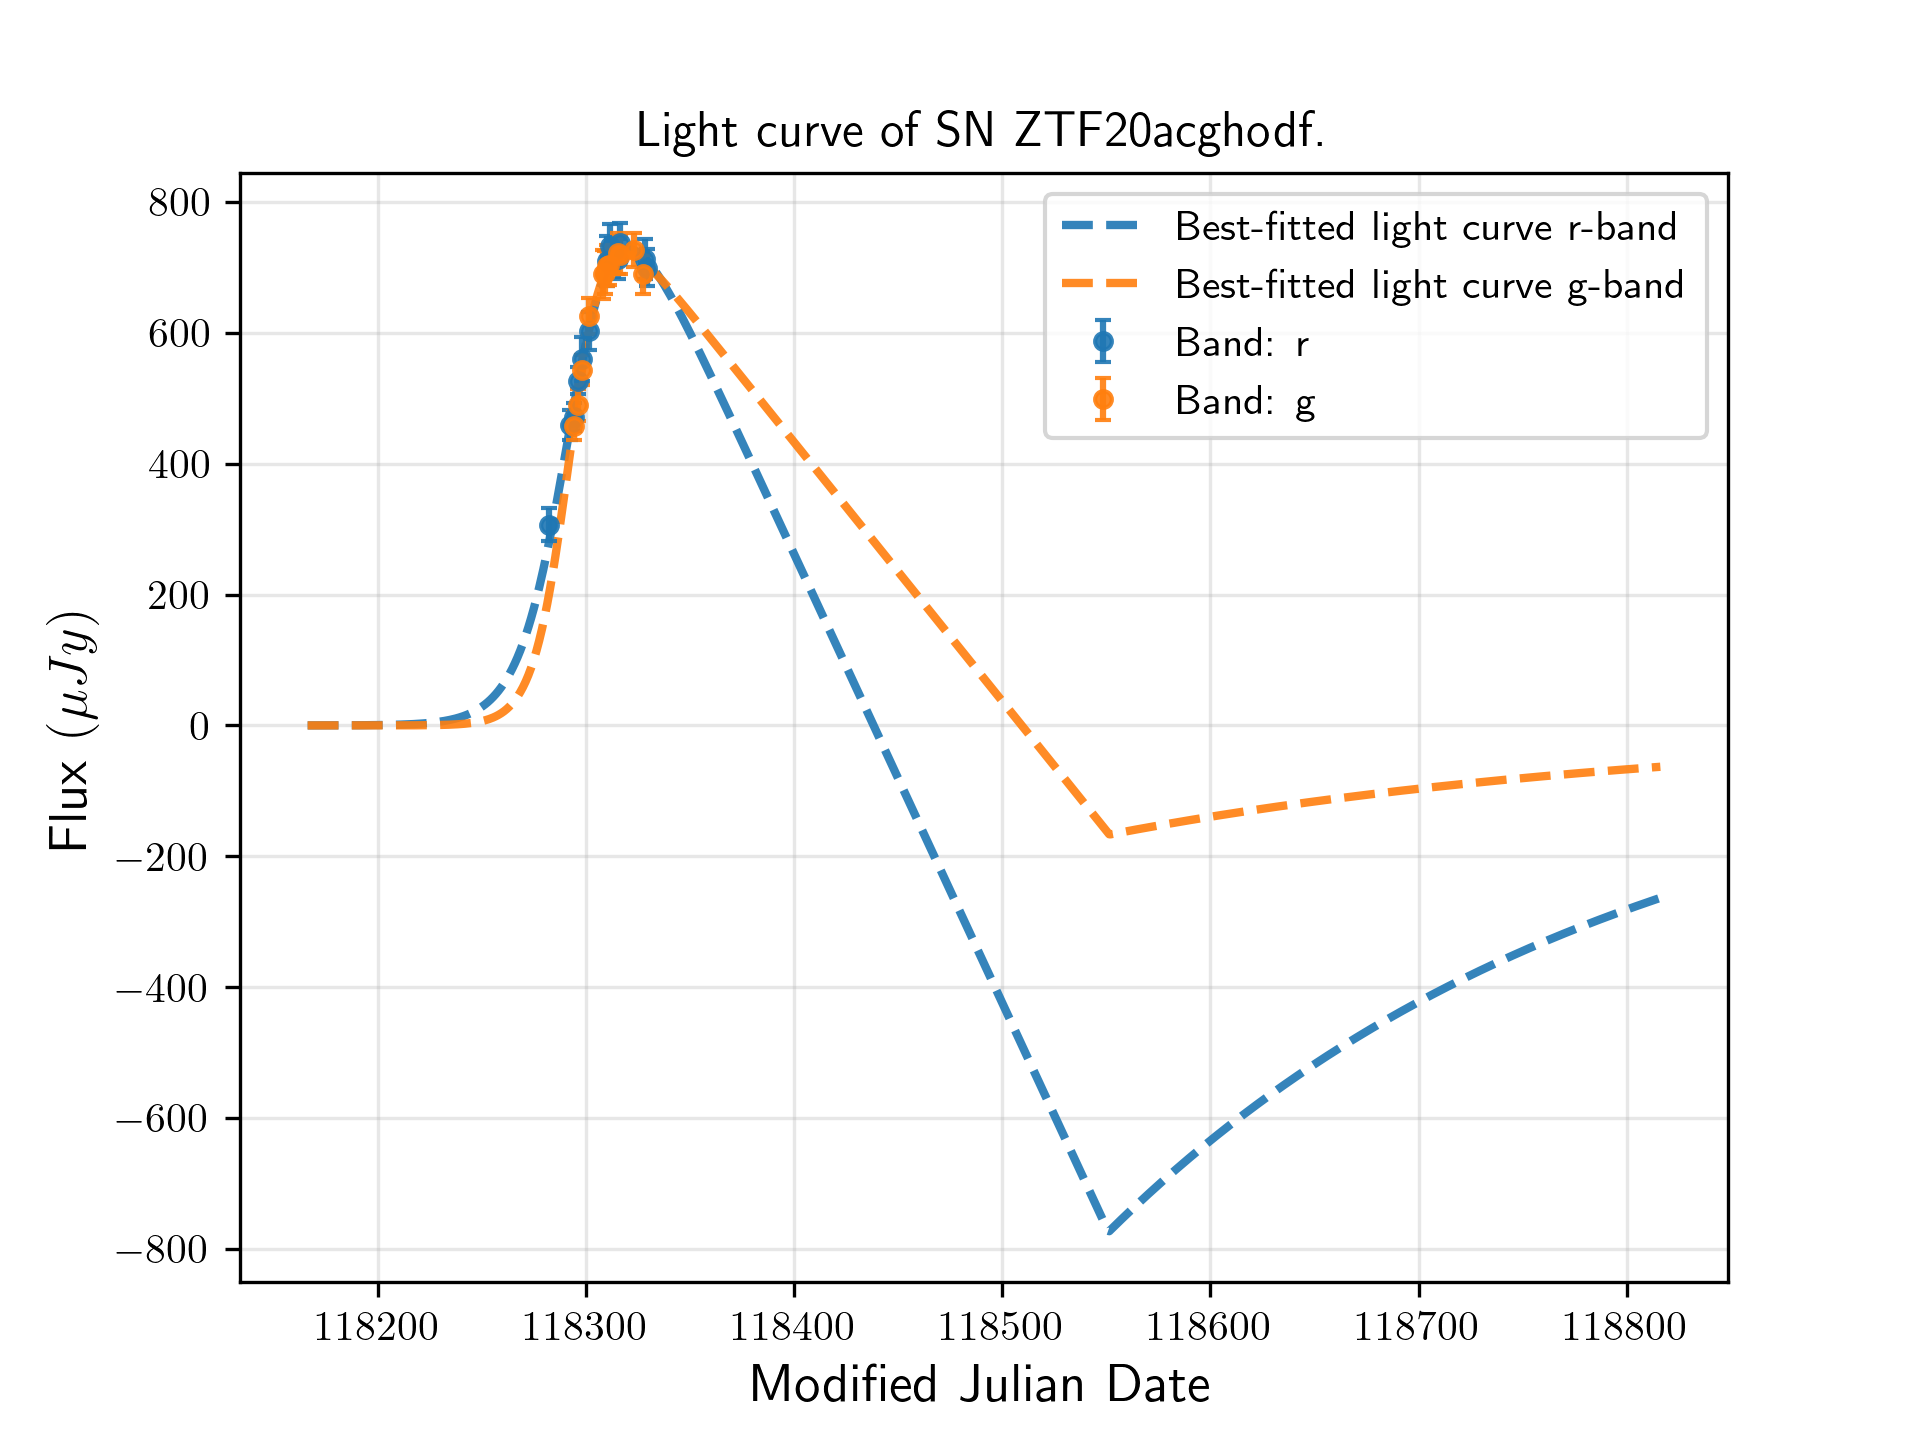 Light curve of SN ZTF20acghodf.
800
600
400
200
0
−200
−400
−600
−800
Flux (μJy)
118200 118300 118400 118500 118600 118700 118800
Modified Julian Date
Best-fitted light curve r-band
Best-fitted light curve g-band
Band: r
Band: g